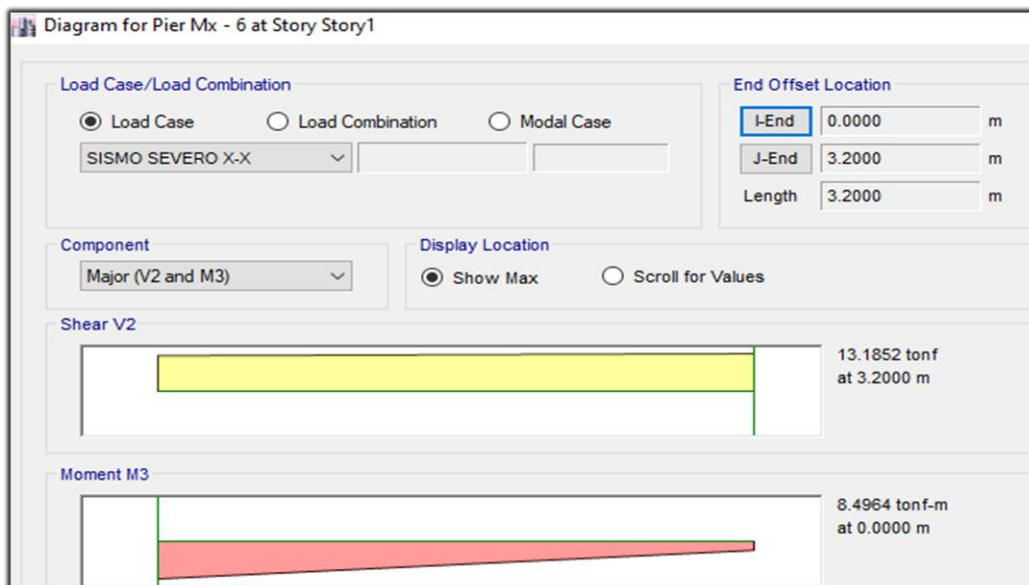 Diagram for Pier Mx - 6 at Story Story1
Load Case/Load Combination
Load Case Load Combination Modal Case
SISMO SEVERO X-X
End Offset Location
I-End 0.0000 m
J-End 3.2000 m
Length 3.2000 m
Component
Major (V2 and M3)
Display Location
Show Max Scroll for Values
Shear V2
13.1852 tonf
at 3.2000 m
Moment M3
8.4964 tonf-m
at 0.0000 m